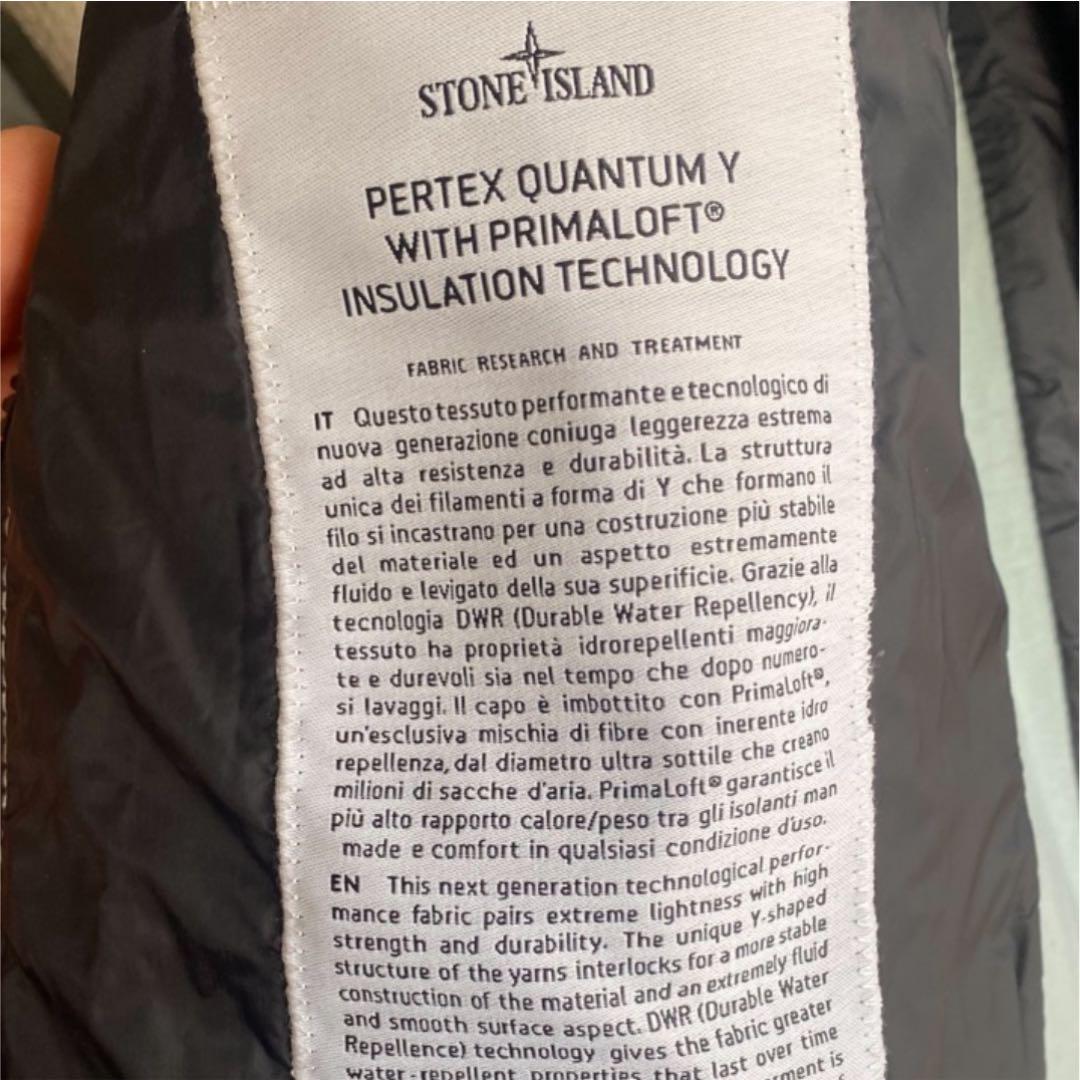 STONE ISLAND
PERTEX QUANTUM Y
WITH PRIMALOFT®
INSULATION TECHNOLOGY
FABRIC RESEARCH AND TREATMENT
IT Questo tessuto performante e tecnologico di
nuova generazione coniuga leggerezza estrema
ad alta resistenza e durabilità. La struttura
unica dei filamenti a forma di Y che formano il
filo si incastrano per una costruzione più stabile
del materiale ed un aspetto estremamente
fluido e levigato della sua superificie. Grazie alla
tecnologia DWR (Durable Water Repellency), il
tessuto ha proprietà idrorepellenti maggiora-
te e durevoli sia nel tempo che dopo numero-
si lavaggi. Il capo è imbottito con PrimaLoft®,
un'esclusiva mischia di fibre con inerente idro
repellenza, dal diametro ultra sottile che creano
milioni di sacche d'aria. PrimaLoft® garantisce il
più alto rapporto calore/peso tra gli isolanti man
made e comfort in qualsiasi condizione d'uso.
EN This next generation technological perfor-
mance fabric pairs extreme lightness with high
strength and durability. The unique Y-shaped
structure of the yarns interlocks for a more stable
construction of the material and an extremely fluid
and smooth surface aspect. DWR (Durable Water
Repellence) technology gives the fabric greater
water-repellent properties that last over time